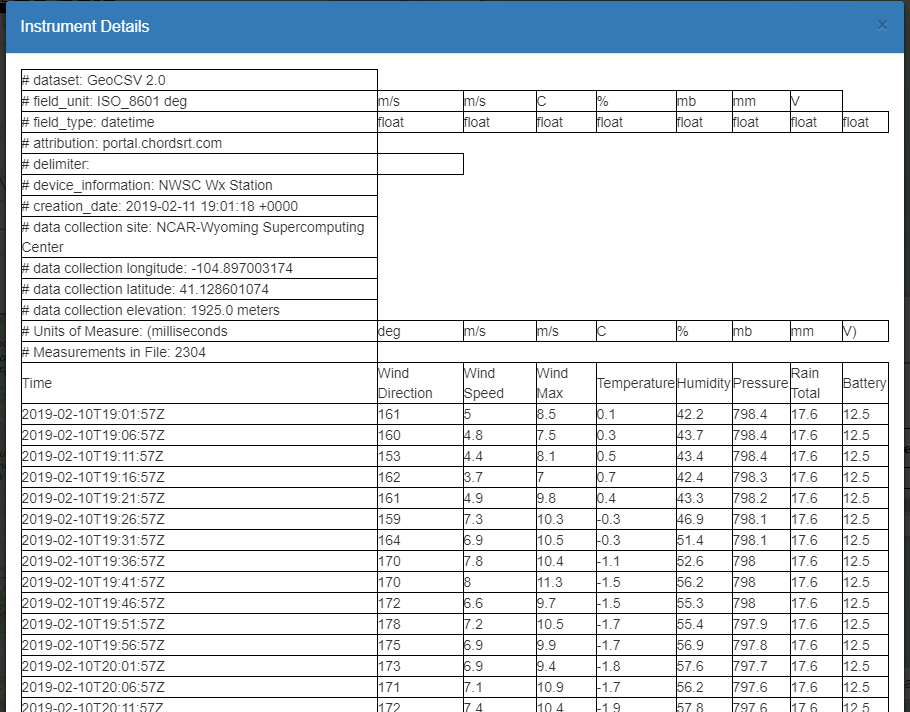 Instrument Details ×
# dataset: GeoCSV 2.0
# field_unit: ISO_8601 deg m/s m/s C % mb mm V
# field_type: datetime float float float float float float float float
# attribution: portal.chordsrt.com
# delimiter:
# device_information: NWSC Wx Station
# creation_date: 2019-02-11 19:01:18 +0000
# data collection site: NCAR-Wyoming Supercomputing
Center
# data collection longitude: -104.897003174
# data collection latitude: 41.128601074
# data collection elevation: 1925.0 meters
# Units of Measure: (milliseconds deg m/s m/s C % mb mm V)
# Measurements in File: 2304
Time Wind Direction Wind Speed Wind Max Temperature Humidity Pressure Rain Total Battery
2019-02-10T19:01:57Z 161 5 8.5 0.1 42.2 798.4 17.6 12.5
2019-02-10T19:06:57Z 160 4.8 7.5 0.3 43.7 798.4 17.6 12.5
2019-02-10T19:11:57Z 153 4.4 8.1 0.5 43.4 798.4 17.6 12.5
2019-02-10T19:16:57Z 162 3.7 7 0.7 42.4 798.3 17.6 12.5
2019-02-10T19:21:57Z 161 4.9 9.8 0.4 43.3 798.2 17.6 12.5
2019-02-10T19:26:57Z 159 7.3 10.3 -0.3 46.9 798.1 17.6 12.5
2019-02-10T19:31:57Z 164 6.9 10.5 -0.3 51.4 798.1 17.6 12.5
2019-02-10T19:36:57Z 170 7.8 10.4 -1.1 52.6 798 17.6 12.5
2019-02-10T19:41:57Z 170 8 11.3 -1.5 56.2 798 17.6 12.5
2019-02-10T19:46:57Z 172 6.6 9.7 -1.5 55.3 798 17.6 12.5
2019-02-10T19:51:57Z 178 7.2 10.5 -1.7 55.4 797.9 17.6 12.5
2019-02-10T19:56:57Z 175 6.9 9.9 -1.7 56.9 797.8 17.6 12.5
2019-02-10T20:01:57Z 173 6.9 9.4 -1.8 57.6 797.7 17.6 12.5
2019-02-10T20:06:57Z 171 7.1 10.9 -1.7 56.2 797.6 17.6 12.5
2019-02-10T20:11:57Z 172 7.4 10.4 -1.9 57.8 797.6 17.6 12.5